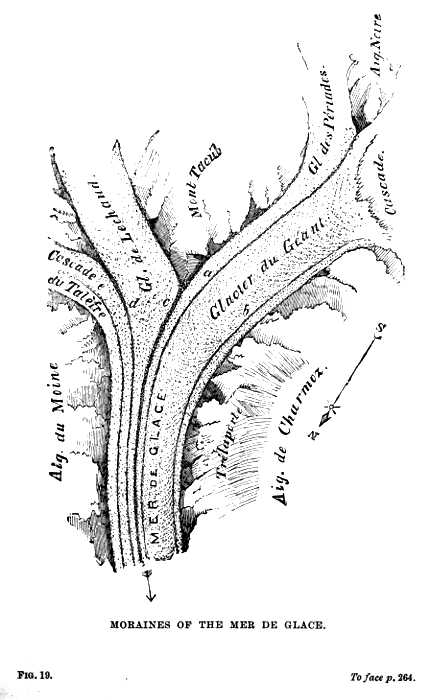 Aig. Noire
Gl. des Périades.
Mont Tacul
Cascade.
Gl. de Lechaud.
Glacier du Géant
a
Cascade
du Talèfre
e
d
c
b
S
N
Aig. du Moine
Trélaporte.
Aig. de Charmoz.
MER DE GLACE
MORAINES OF THE MER DE GLACE.
FIG. 19.
To face p. 264.